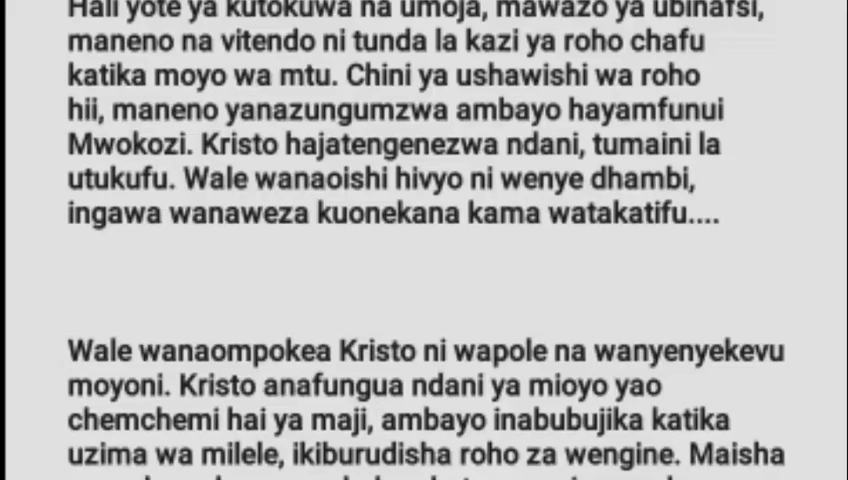 Hali yote ya kutokuwa na umoja, mawazo ya ubinafsi,
maneno na vitendo ni tunda la kazi ya roho chafu
katika moyo wa mtu. Chini ya ushawishi wa roho
hii, maneno yanazungumzwa ambayo hayamfunui
Mwokozi. Kristo hajatengenezwa ndani, tumaini la
utukufu. Wale wanaoishi hivyo ni wenye dhambi,
ingawa wanaweza kuonekana kama watakatifu....
Wale wanaompokea Kristo ni wapole na wanyenyekevu
moyoni. Kristo anafungua ndani ya mioyo yao
chemchemi hai ya maji, ambayo inabubujika katika
uzima wa milele, ikiburudisha roho za wengine. Maisha